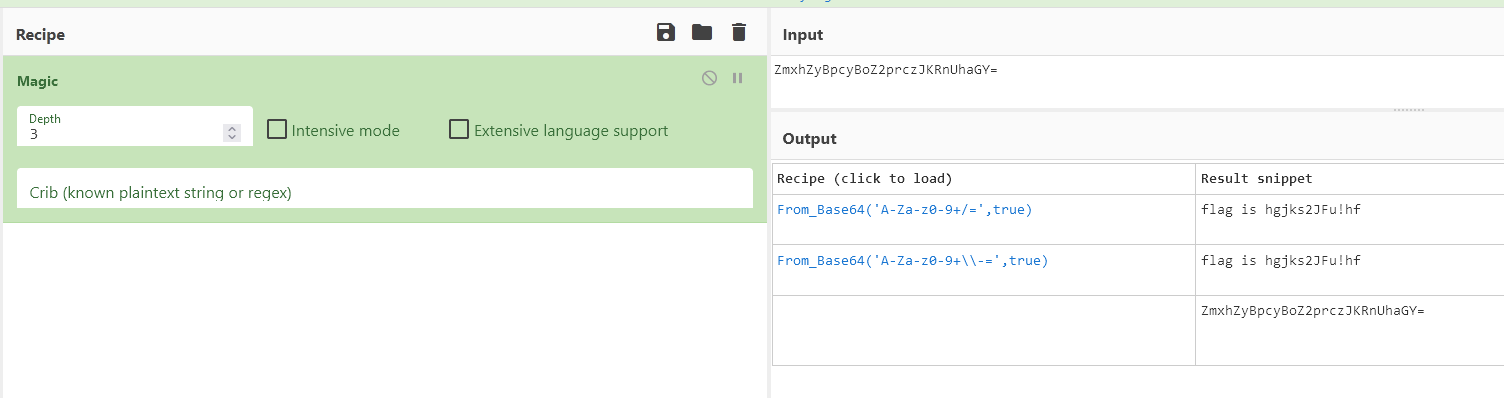 Recipe
Magic
Depth
3
Intensive mode
Extensive language support
Crib (known plaintext string or regex)
Input
ZmxhZyBpcyBoZ2prczJKRnUhaGY=
Output
Recipe (click to load)
Result snippet
From_Base64('A-Za-z0-9+/=',true)
flag is hgjks2JFu!hf
From_Base64('A-Za-z0-9+\\-=',true)
flag is hgjks2JFu!hf
ZmxhZyBpcyBoZ2prczJKRnUhaGY=